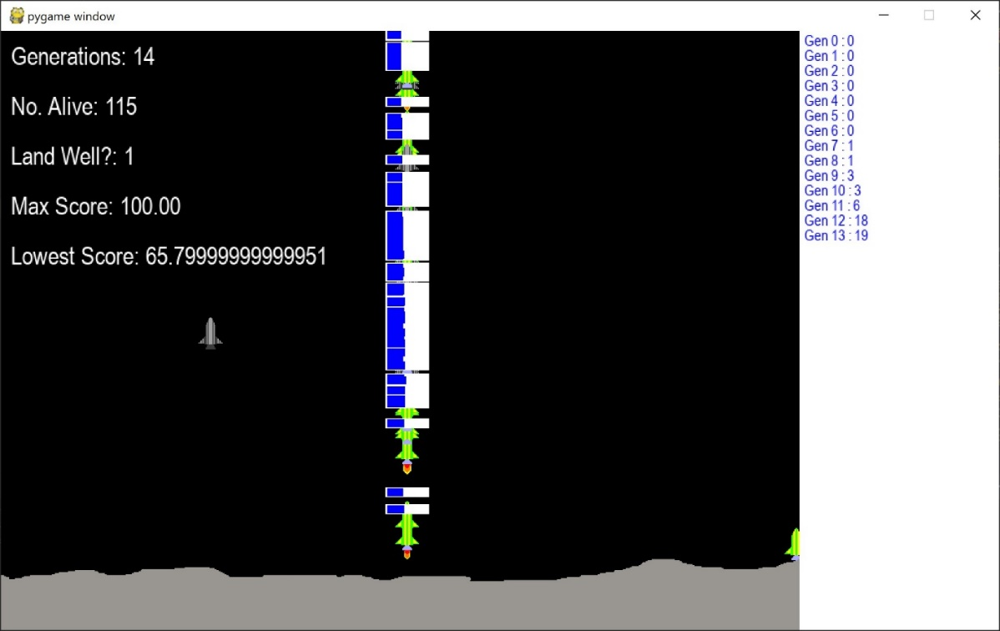 pygame window
Generations: 14
No. Alive: 115
Land Well?: 1
Max Score: 100.00
Lowest Score: 65.79999999999951
Gen 0 : 0
Gen 1 : 0
Gen 2 : 0
Gen 3 : 0
Gen 4 : 0
Gen 5 : 0
Gen 6 : 0
Gen 7 : 1
Gen 8 : 1
Gen 9 : 3
Gen 10 : 3
Gen 11 : 6
Gen 12 : 18
Gen 13 : 19